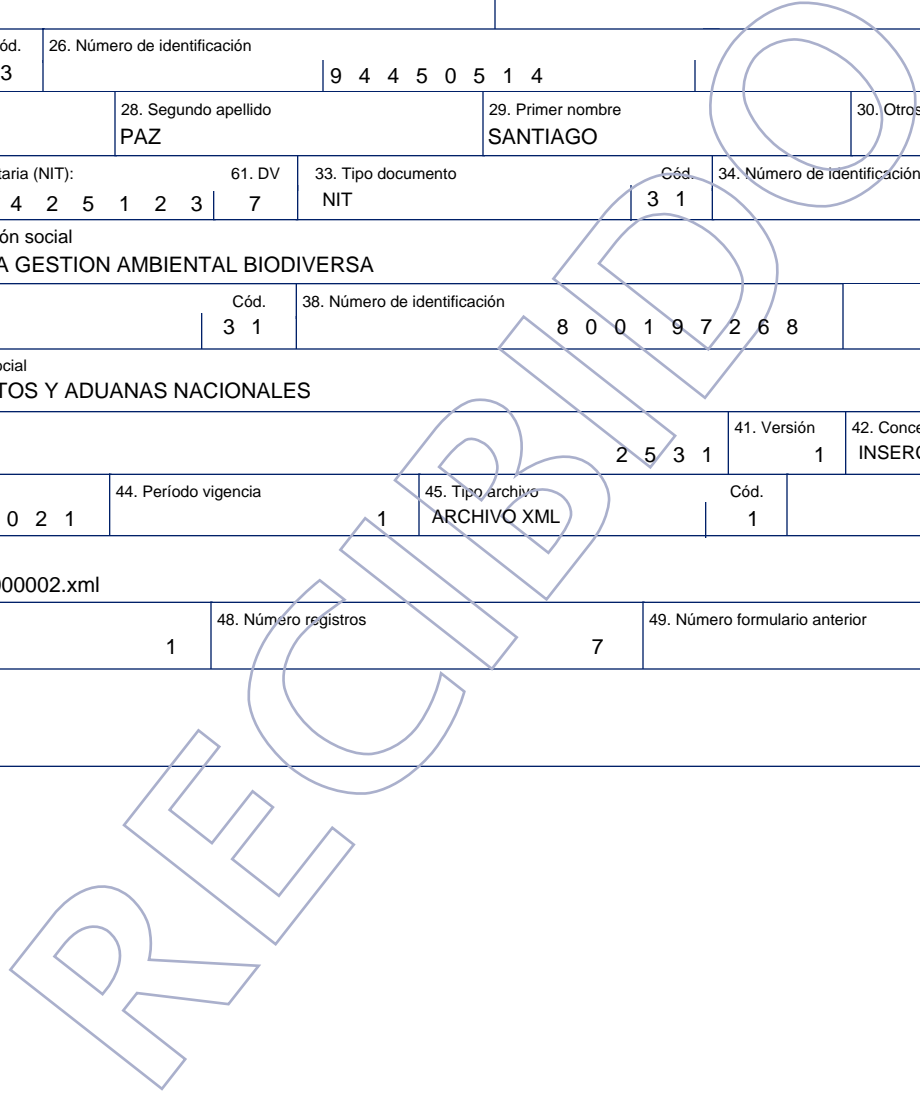 ód. 26. Número de identificación
3 9 4 4 5 0 5 1 4
28. Segundo apellido 29. Primer nombre 30. Otros
PAZ SANTIAGO
taria (NIT): 61. DV 33. Tipo documento Cód. 34. Número de identificación
4 2 5 1 2 3 7 NIT 3 1
ón social
A GESTION AMBIENTAL BIODIVERSA
Cód. 38. Número de identificación
3 1 8 0 0 1 9 7 2 6 8
ocial
TOS Y ADUANAS NACIONALES
41. Versión 42. Conce
2 5 3 1 1 INSERC
44. Período vigencia 45. Tipo archivo Cód.
0 2 1 1 ARCHIVO XML 1
000002.xml
48. Número registros 49. Número formulario anterior
1 7
RECIBIDO